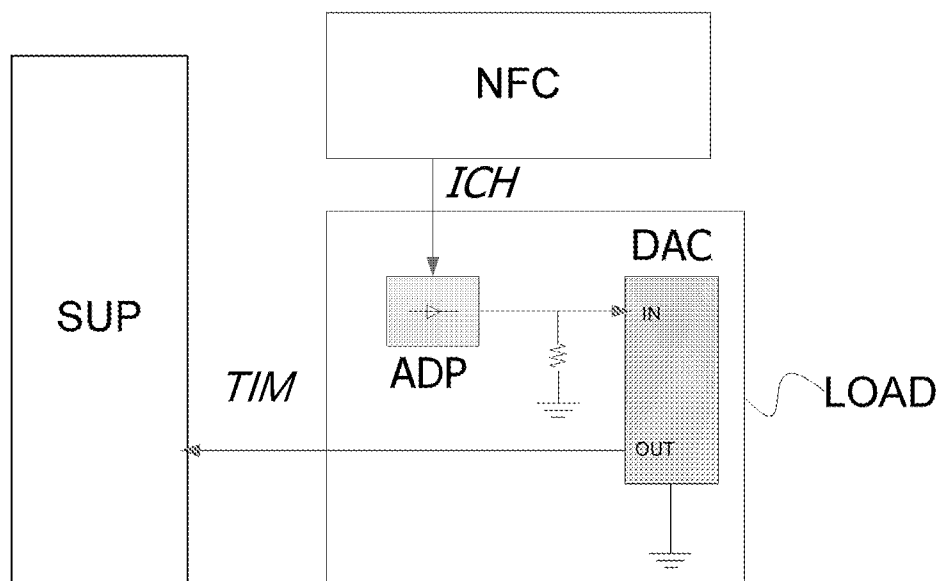 NFC
ICH
DAC
SUP
IN
ADP
TIM
LOAD
OUT